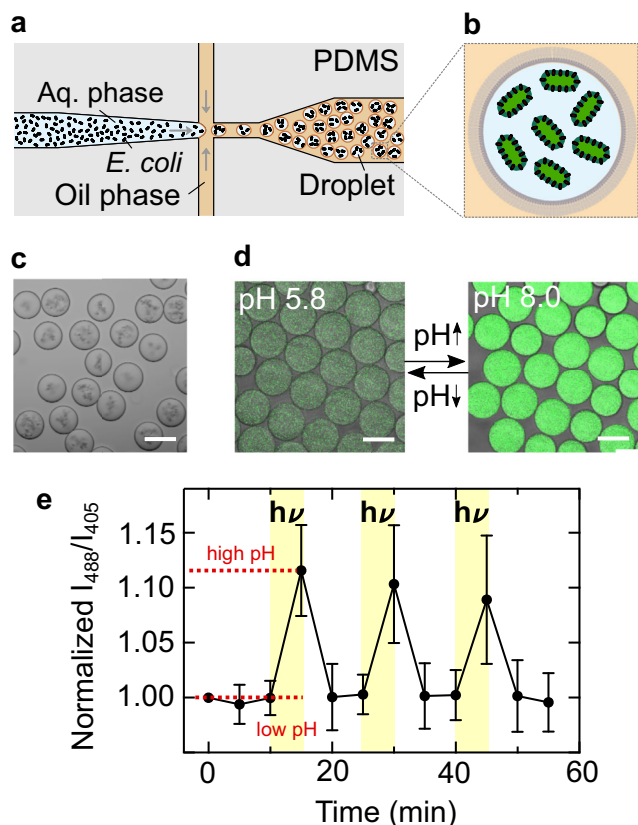 a
b
PDMS
Aq. phase
E. coli
Oil phase
Droplet
c
d
pH 5.8
pH↑
pH↓
pH 8.0
e
hν
hν
hν
high pH
low pH
1.15
1.10
1.05
1.00
Normalized I488/I405
0
20
40
60
Time (min)